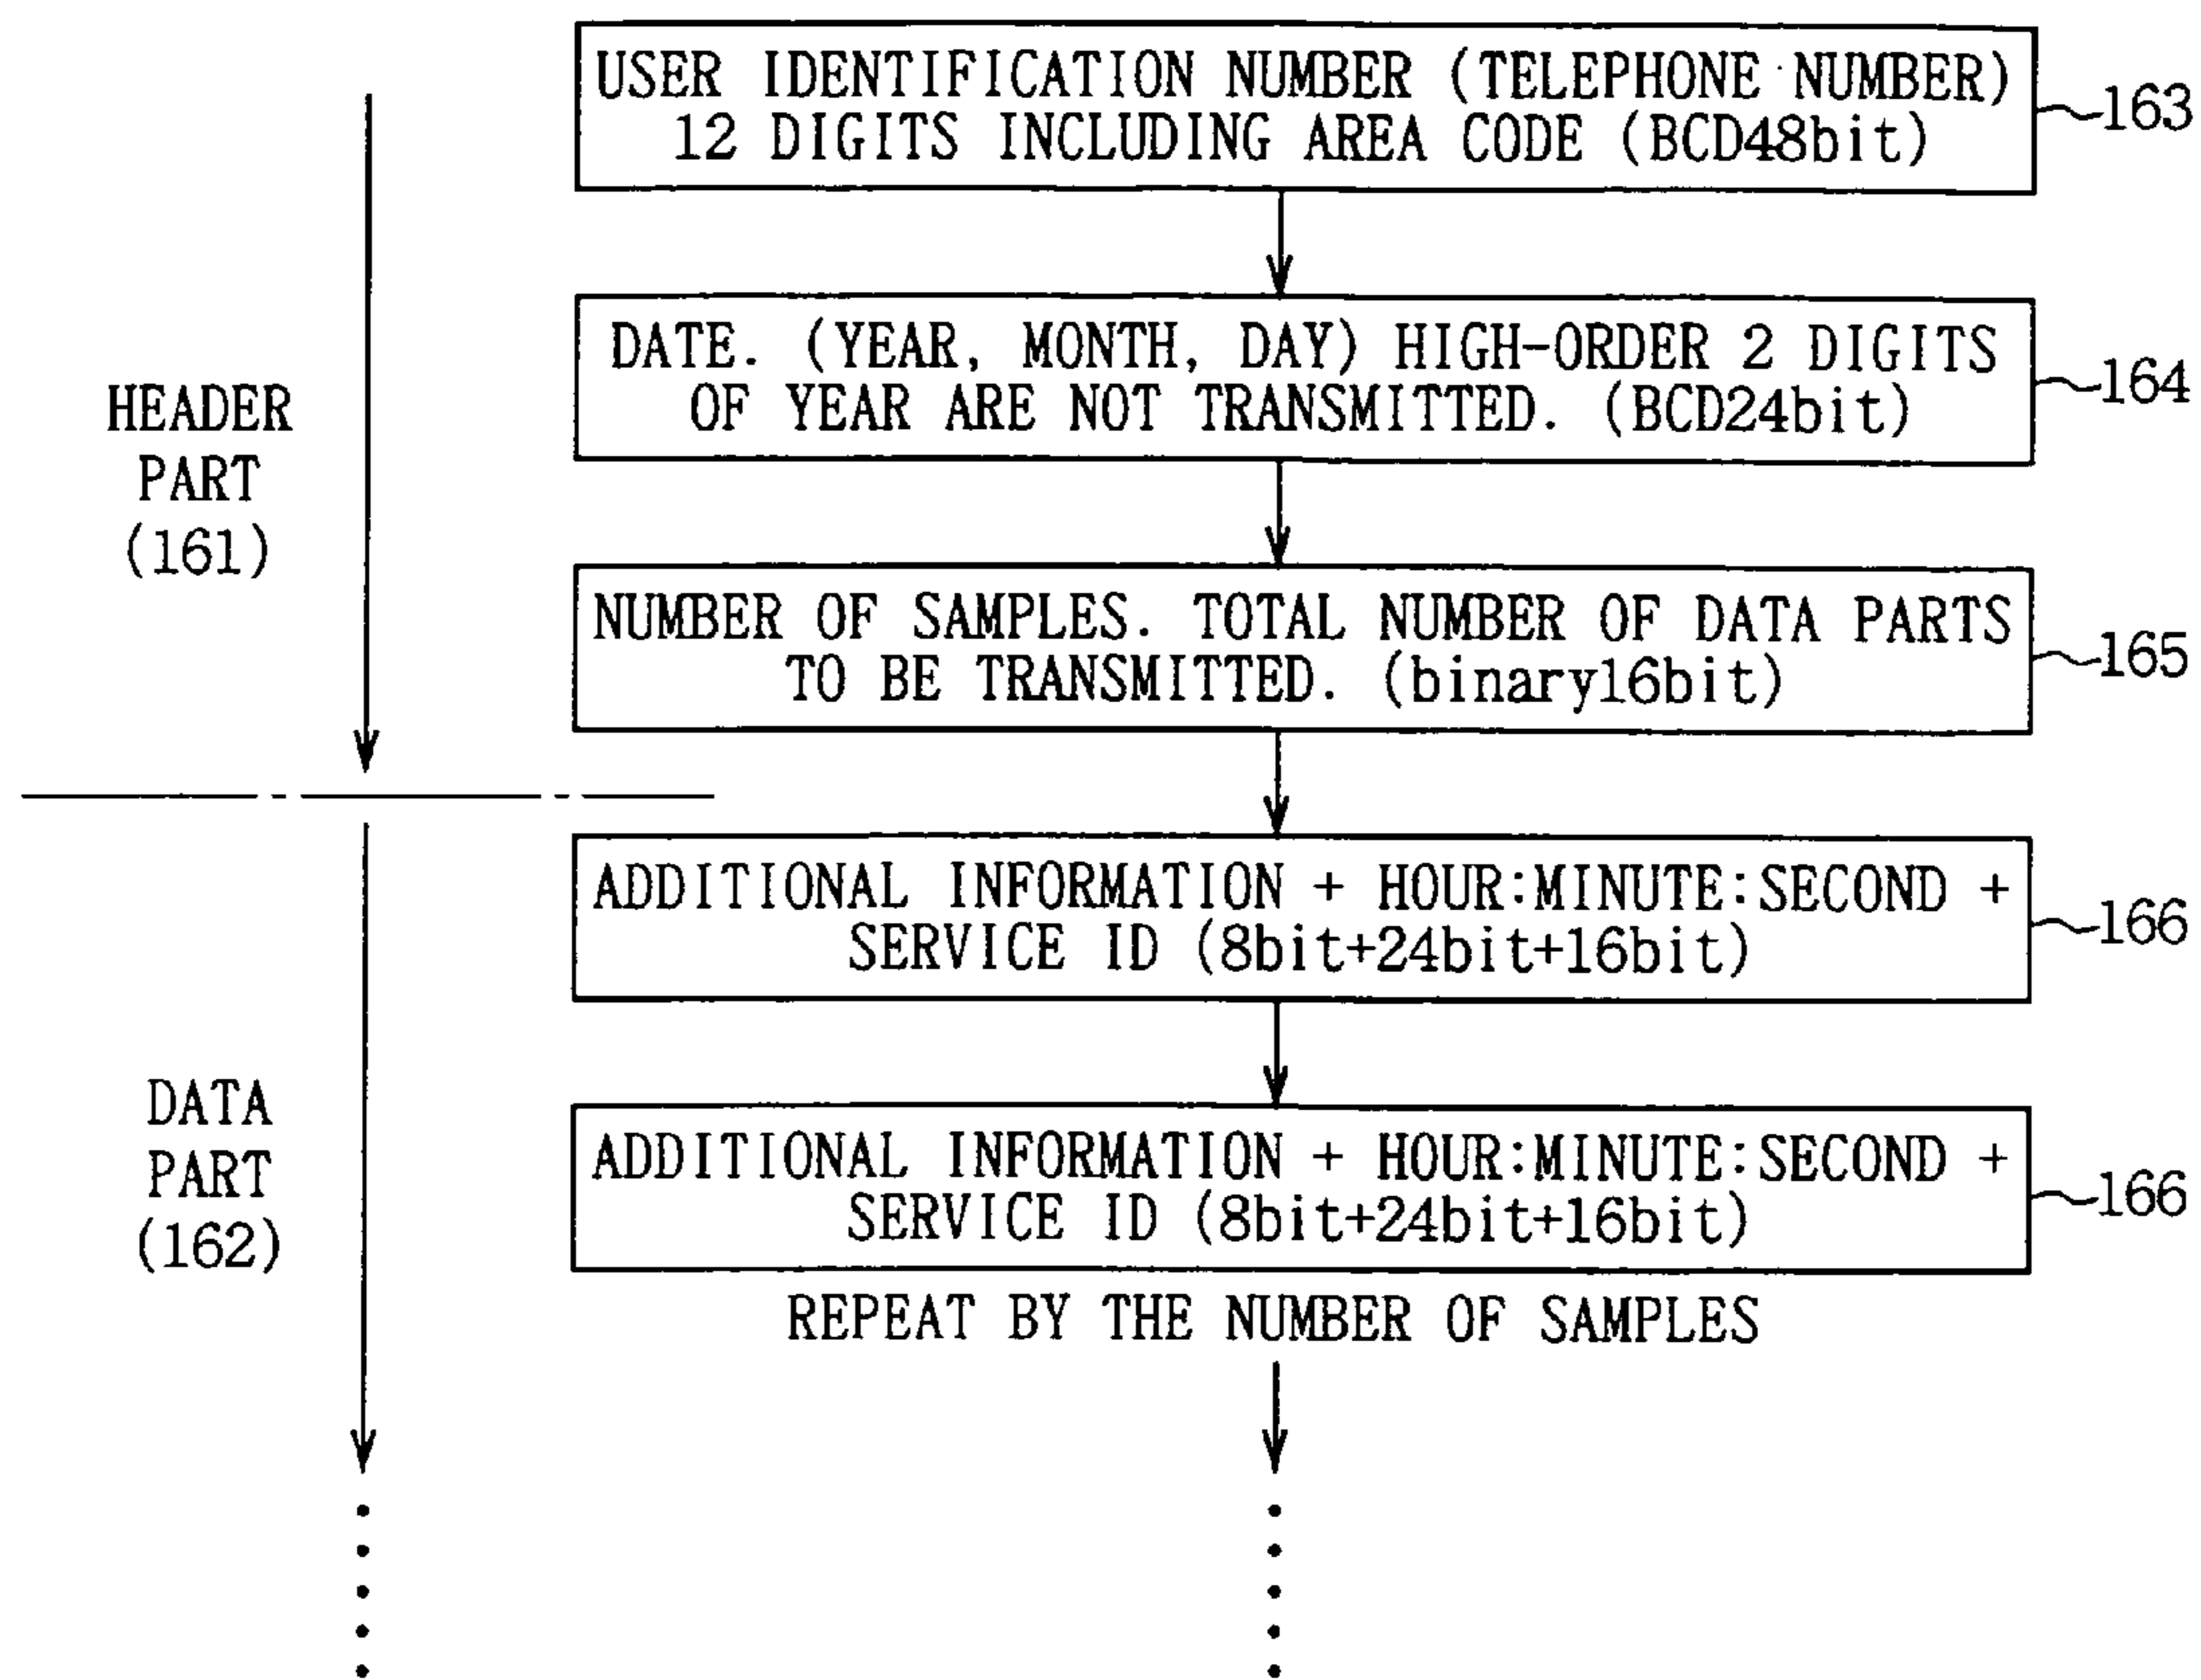 USER IDENTIFICATION NUMBER (TELEPHONE NUMBER)
12 DIGITS INCLUDING AREA CODE (BCD48bit)
163
DATE. (YEAR, MONTH, DAY) HIGH-ORDER 2 DIGITS
OF YEAR ARE NOT TRANSMITTED. (BCD24bit)
164
HEADER
PART
(161)
NUMBER OF SAMPLES. TOTAL NUMBER OF DATA PARTS
TO BE TRANSMITTED. (binary16bit)
165
ADDITIONAL INFORMATION + HOUR:MINUTE:SECOND +
SERVICE ID (8bit+24bit+16bit)
166
DATA
PART
(162)
ADDITIONAL INFORMATION + HOUR:MINUTE:SECOND +
SERVICE ID (8bit+24bit+16bit)
166
REPEAT BY THE NUMBER OF SAMPLES